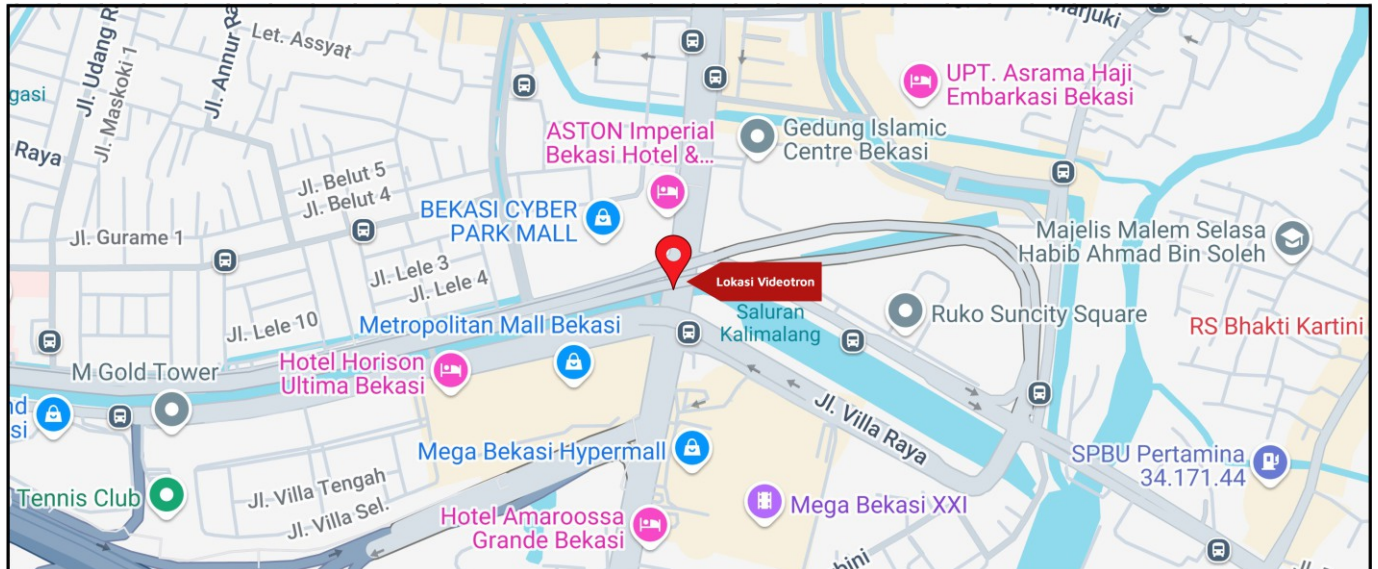 Marjuki
Let. Assyat
Jl. Udang R
Jl. Maskoki 1
Jl. Annur Ra
gasi
Raya
UPT. Asrama Haji
Embarkasi Bekasi
ASTON Imperial
Bekasi Hotel &...
Gedung Islamic
Centre Bekasi
Jl. Belut 5
Jl. Belut 4
BEKASI CYBER
PARK MALL
Jl. Gurame 1
Majelis Malem Selasa
Habib Ahmad Bin Soleh
Jl. Lele 3
Jl. Lele 4
Lokasi Videotron
Jl. Lele 10
Metropolitan Mall Bekasi
Saluran
Kalimalang
Ruko Suncity Square
RS Bhakti Kartini
Hotel Horison
Ultima Bekasi
M Gold Tower
nd
si
Jl. Villa Raya
Mega Bekasi Hypermall
SPBU Pertamina
34.171.44
Tennis Club
Jl. Villa Tengah
Jl. Villa Sel.
Mega Bekasi XXI
Hotel Amaroossa
Grande Bekasi
bini